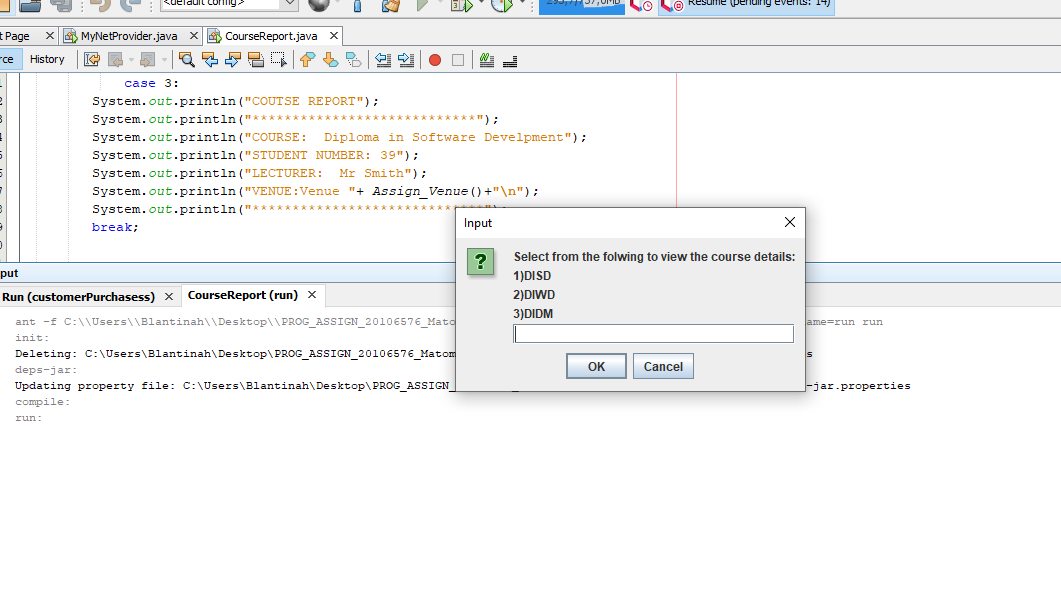 <default config>
Resume (pending events: 14)
t Page
MyNetProvider.java
CourseReport.java
rce
History
case 3:
System.out.println("COUTSE REPORT");
System.out.println("****************************");
System.out.println("COURSE:  Diploma in Software Develpment");
System.out.println("STUDENT NUMBER: 39");
System.out.println("LECTURER:  Mr Smith");
System.out.println("VENUE:Venue "+ Assign_Venue()+"\n");
System.out.println("*****************************");
break;
Input
Select from the folwing to view the course details:
1)DISD
2)DIWD
3)DIDM
OK
Cancel
put
Run (customerPurchasess)
CourseReport (run)
ant -f C:\\Users\\Blantinah\\Desktop\\PROG_ASSIGN_20106576_Matom ame=run run
init:
Deleting: C:\Users\Blantinah\Desktop\PROG_ASSIGN_20106576_Matom s
deps-jar:
Updating property file: C:\Users\Blantinah\Desktop\PROG_ASSIGN_ -jar.properties
compile:
run: